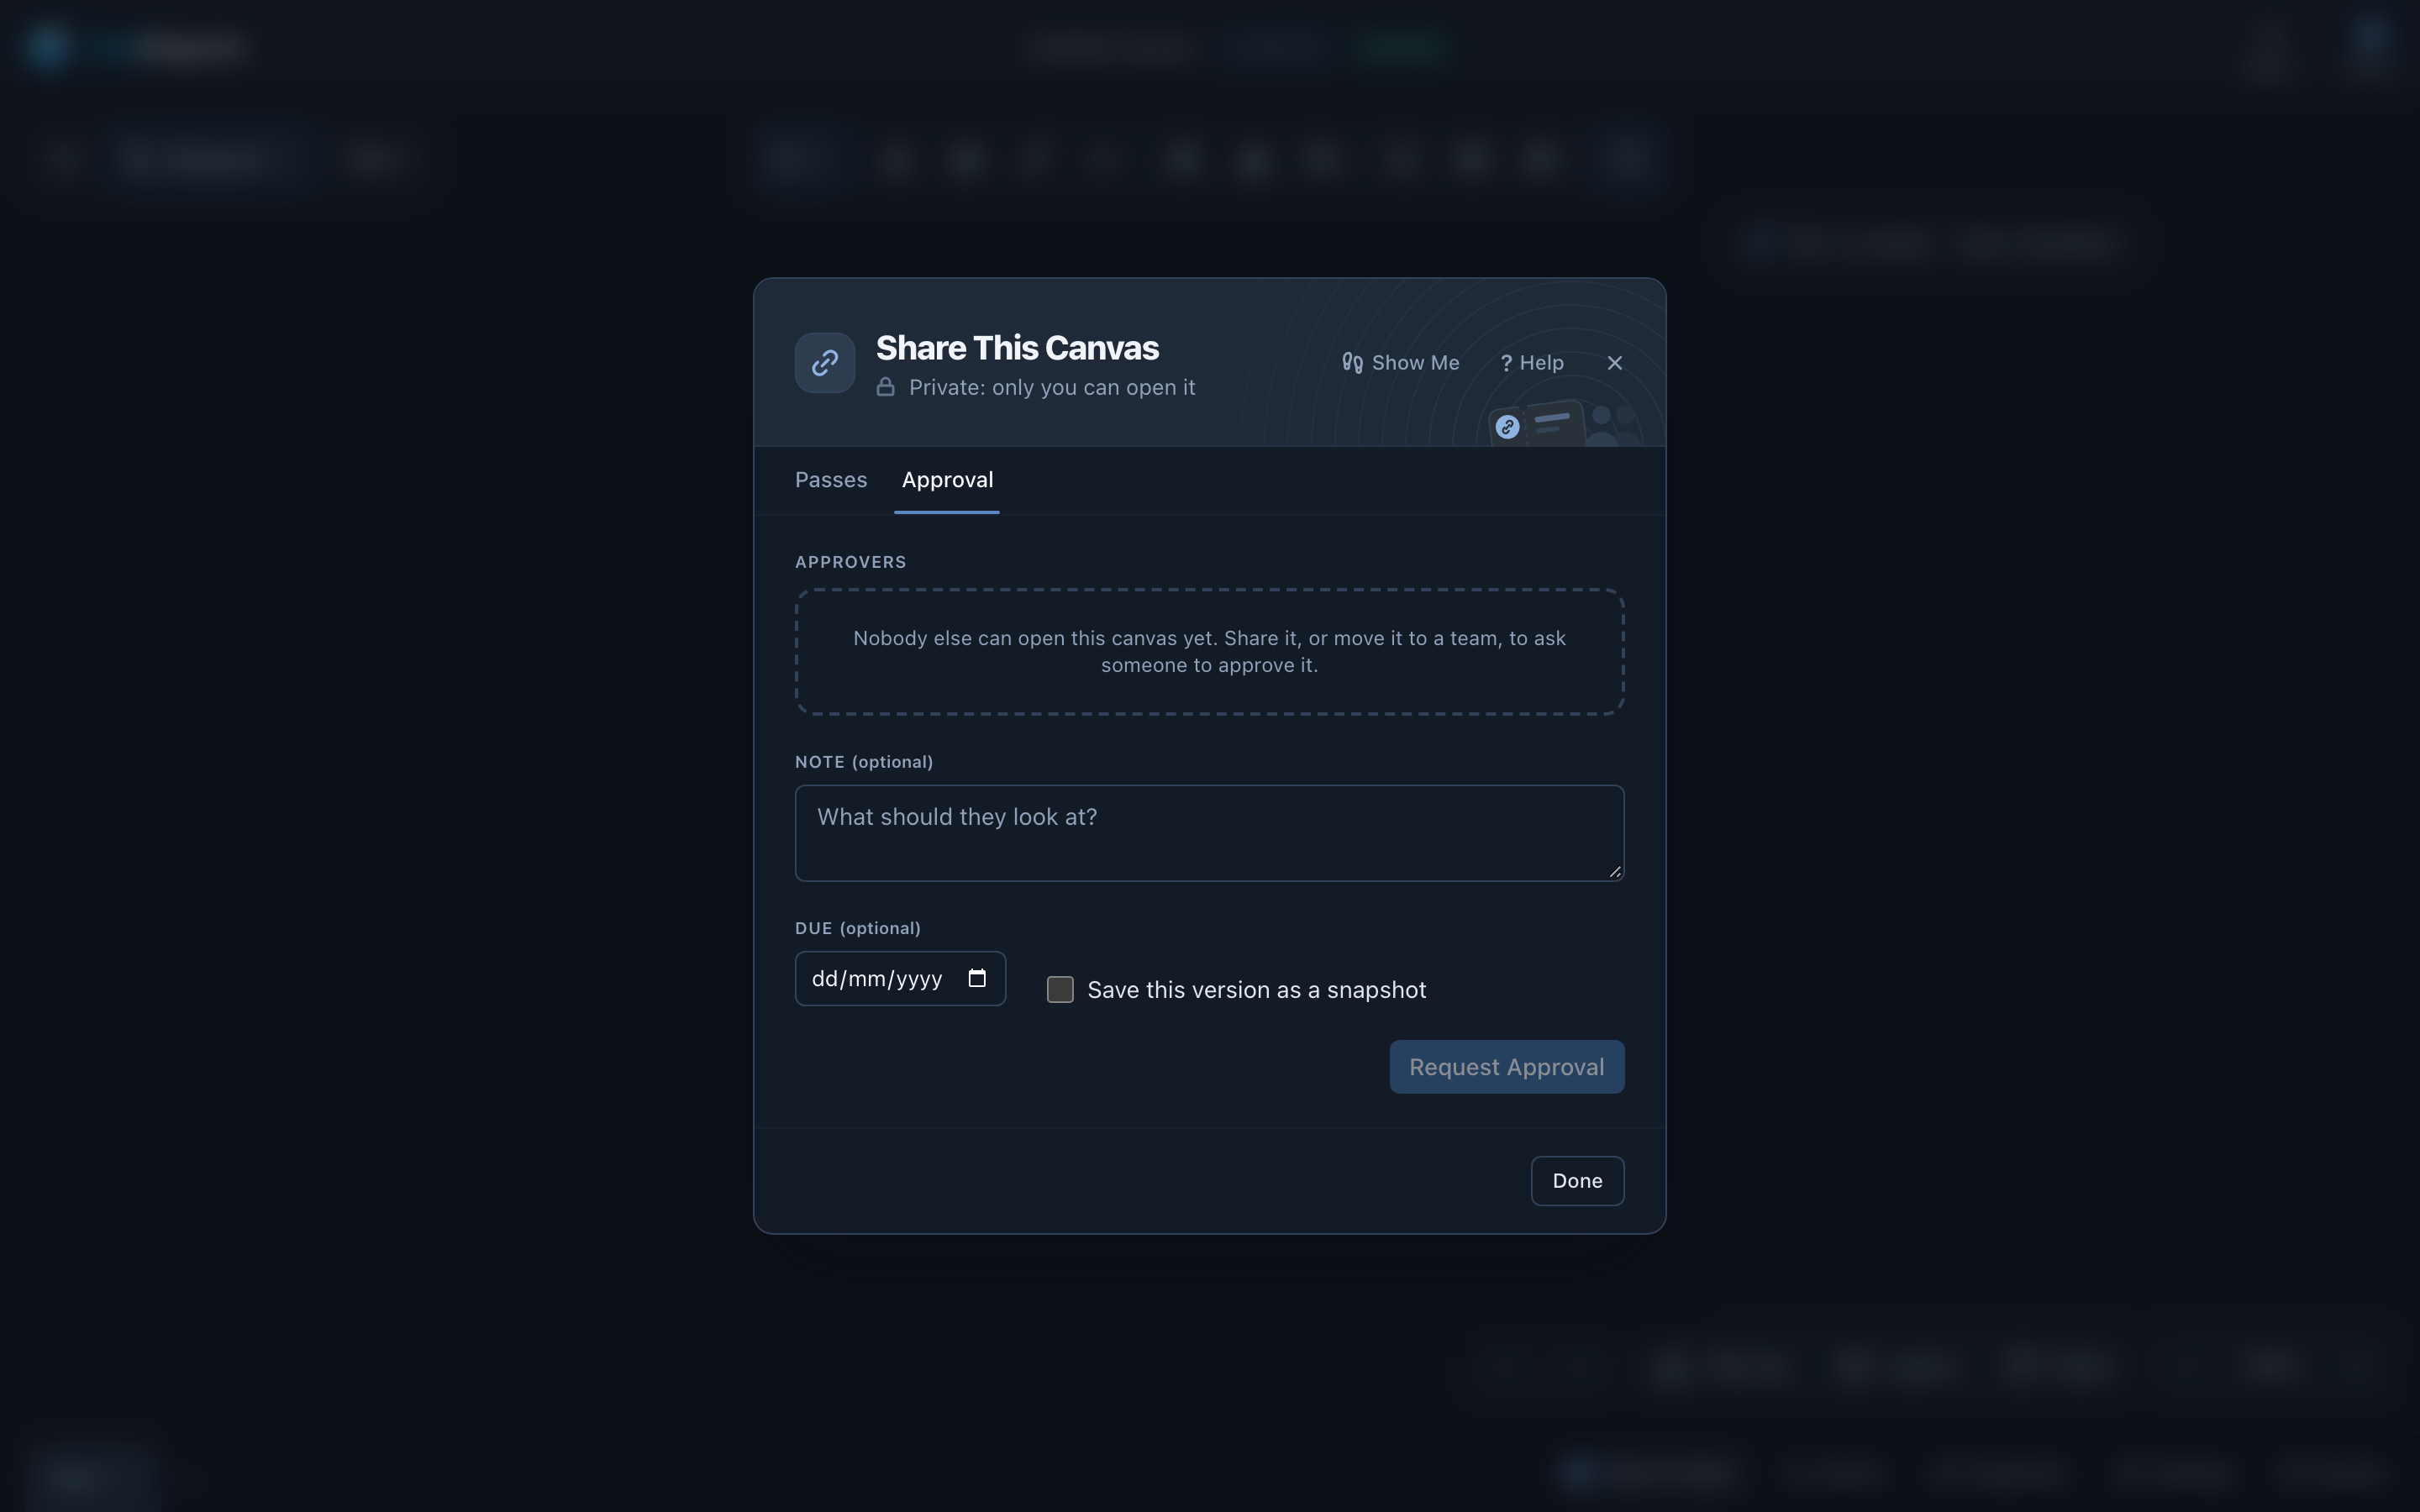 Share This Canvas
Private: only you can open it
Show Me
? Help
Passes
Approval
APPROVERS
Nobody else can open this canvas yet. Share it, or move it to a team, to ask
someone to approve it.
NOTE (optional)
What should they look at?
DUE (optional)
dd/mm/yyyy
Save this version as a snapshot
Request Approval
Done